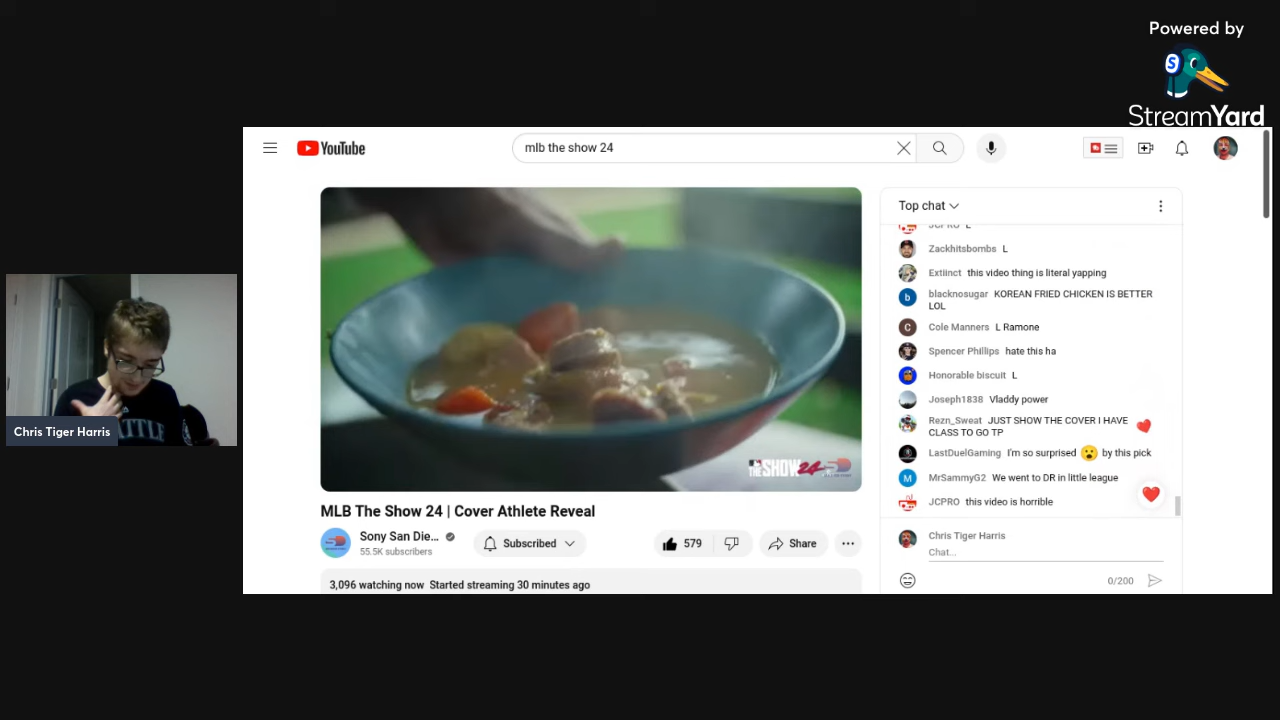 Powered by
StreamYard
YouTube
mlb the show 24
Top chat
JCPRO L
Zackhitsbombs L
Extiinct this video thing is literal yapping
blacknosugar KOREAN FRIED CHICKEN IS BETTER
LOL
Cole Manners L Ramone
Spencer Phillips hate this ha
Honorable biscuit L
Joseph1838 Vladdy power
Rezn_Sweat JUST SHOW THE COVER I HAVE
CLASS TO GO TP
LastDuelGaming I'm so surprised 😮 by this pick
MrSammyG2 We went to DR in little league
JCPRO this video is horrible
Chris Tiger Harris
Chat...
0/200
THE SHOW 24
MLB The Show 24 | Cover Athlete Reveal
Sony San Die...
55.5K subscribers
Subscribed
579
Share
3,096 watching now Started streaming 30 minutes ago
Chris Tiger Harris